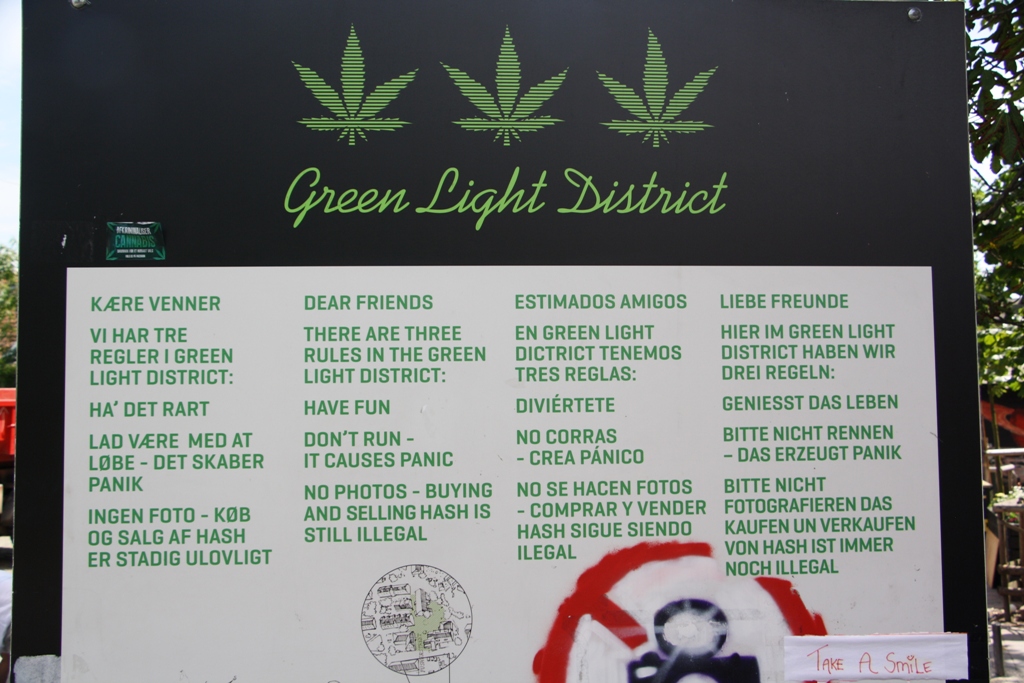 Green Light District
CANNABIS
KÆRE VENNER
VI HAR TRE
REGLER I GREEN
LIGHT DISTRICT:
HA' DET RART
LAD VÆRE MED AT
LØBE – DET SKABER
PANIK
INGEN FOTO – KØB
OG SALG AF HASH
ER STADIG ULOVLIGT
DEAR FRIENDS
THERE ARE THREE
RULES IN THE GREEN
LIGHT DISTRICT:
HAVE FUN
DON'T RUN –
IT CAUSES PANIC
NO PHOTOS – BUYING
AND SELLING HASH IS
STILL ILLEGAL
ESTIMADOS AMIGOS
EN GREEN LIGHT
DICTRICT TENEMOS
TRES REGLAS:
DIVIÉRTETE
NO CORRAS
– CREA PÁNICO
NO SE HACEN FOTOS
– COMPRAR Y VENDER
HASH SIGUE SIENDO
ILEGAL
LIEBE FREUNDE
HIER IM GREEN LIGHT
DISTRICT HABEN WIR
DREI REGELN:
GENIESST DAS LEBEN
BITTE NICHT RENNEN
– DAS ERZEUGT PANIK
BITTE NICHT
FOTOGRAFIEREN DAS
KAUFEN UN VERKAUFEN
VON HASH IST IMMER
NOCH ILLEGAL
TAKE A SMiLE